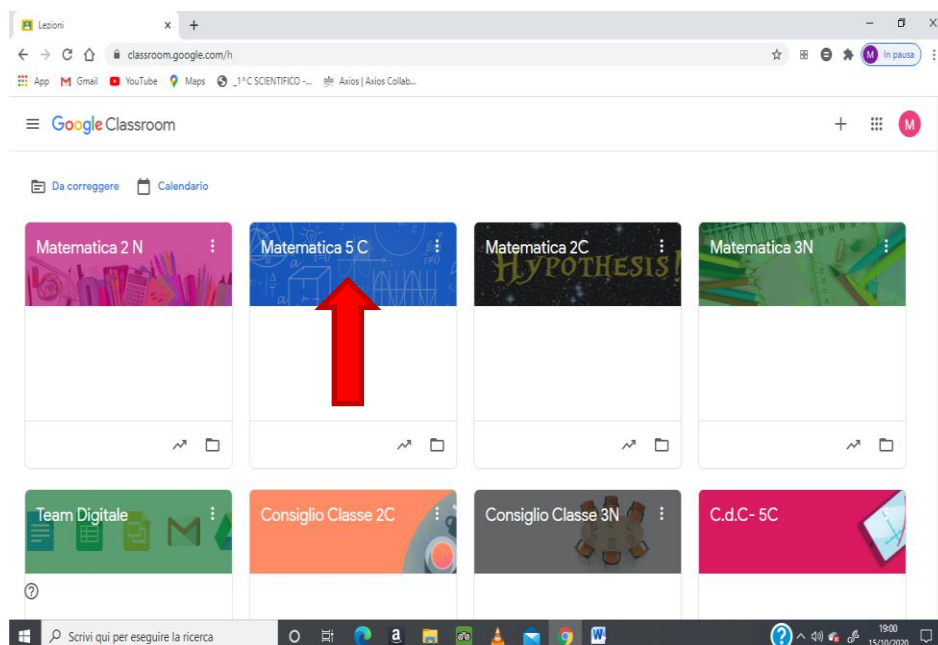 Lezioni
classroom.google.com/h
M In pausa
App Gmail YouTube Maps _1^C SCIENTIFICO -... Axios | Axios Collab...
Google Classroom
M
Da correggere Calendario
Matematica 2 N Matematica 5 C Matematica 2C Matematica 3N
HYPOTHESIS!
Team Digitale Consiglio Classe 2C Consiglio Classe 3N C.d.C- 5C
Scrivi qui per eseguire la ricerca
19:00
15/10/2020